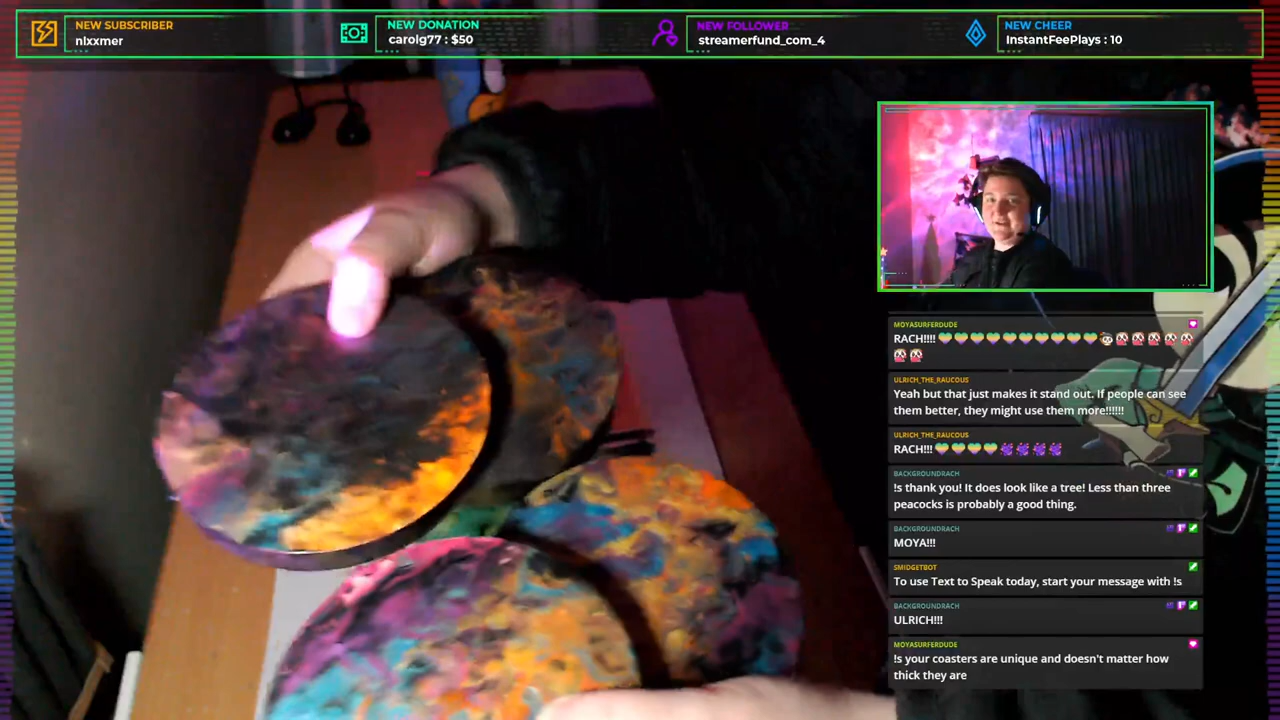 NEW SUBSCRIBER
nlxxmer
NEW DONATION
carolg77 : $50
NEW FOLLOWER
streamerfund_com_4
NEW CHEER
InstantFeePlays : 10
MOYASURFERDUDE
RACH!!!!
ULRICH_THE_RAUCOUS
Yeah but that just makes it stand out. If people can see
them better, they might use them more!!!!!!
ULRICH_THE_RAUCOUS
RACH!!!
BACKGROUNDRACH
!s thank you! It does look like a tree! Less than three
peacocks is probably a good thing.
BACKGROUNDRACH
MOYA!!!
SMIDGETBOT
To use Text to Speak today, start your message with !s
BACKGROUNDRACH
ULRICH!!!
MOYASURFERDUDE
!s your coasters are unique and doesn't matter how
thick they are